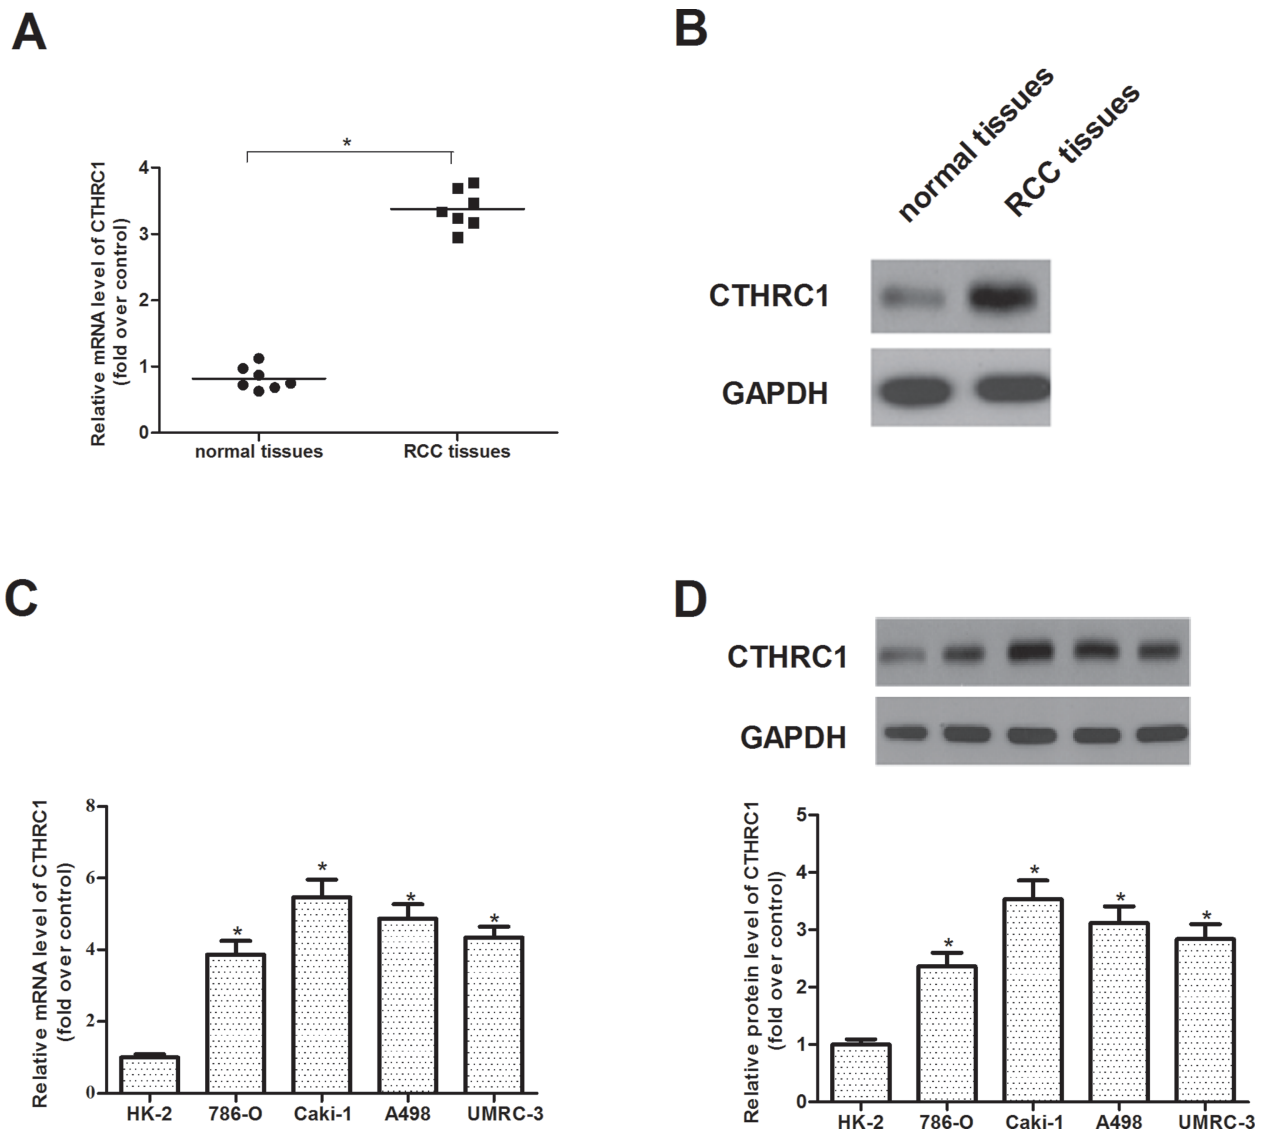 A
*
Relative mRNA level of CTHRC1
(fold over control)
4
3
2
1
0
normal tissues
RCC tissues
B
normal tissues
RCC tissues
CTHRC1
GAPDH
C
Relative mRNA level of CTHRC1
(fold over control)
8
6
4
2
0
*
*
*
*
HK-2
786-O
Caki-1
A498
UMRC-3
D
CTHRC1
GAPDH
Relative protein level of CTHRC1
(fold over control)
5
4
3
2
1
0
*
*
*
*
HK-2
786-O
Caki-1
A498
UMRC-3